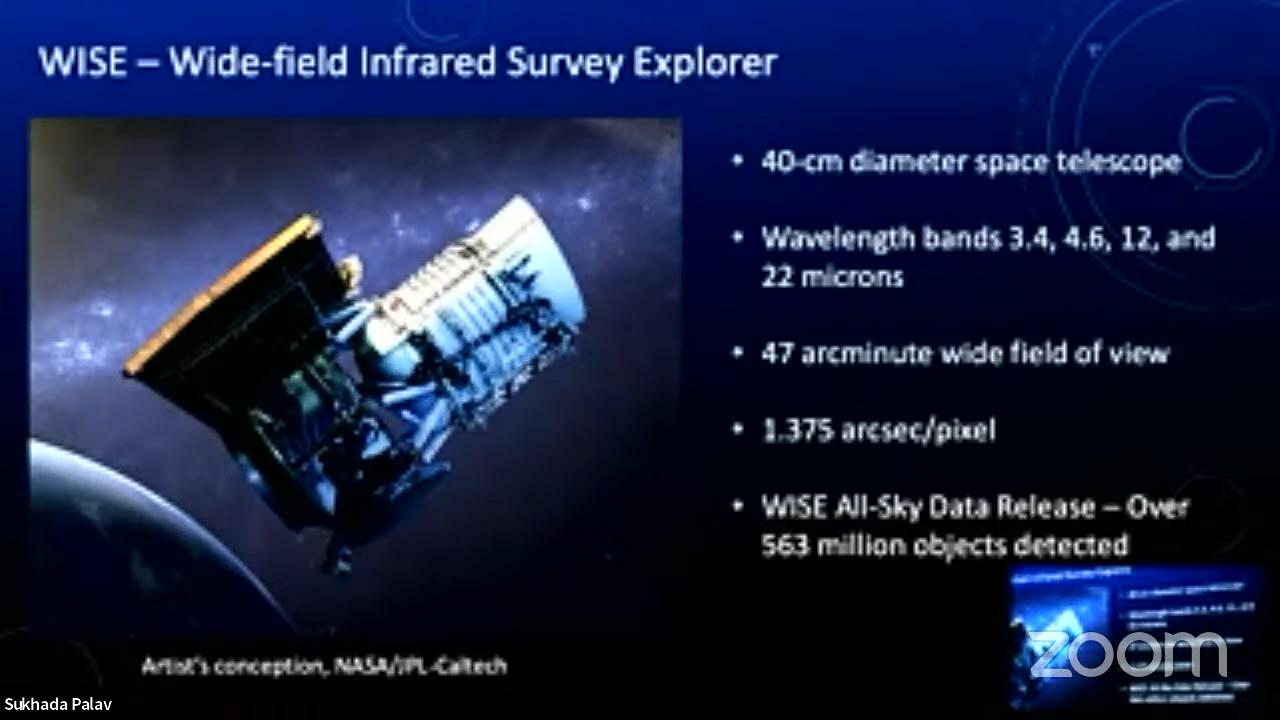 WISE – Wide-field Infrared Survey Explorer
• 40-cm diameter space telescope
• Wavelength bands 3.4, 4.6, 12, and
22 microns
• 47 arcminute wide field of view
• 1.375 arcsec/pixel
• WISE All-Sky Data Release – Over
563 million objects detected
Artist's conception, NASA/JPL-Caltech
zoom
Sukhada Palav